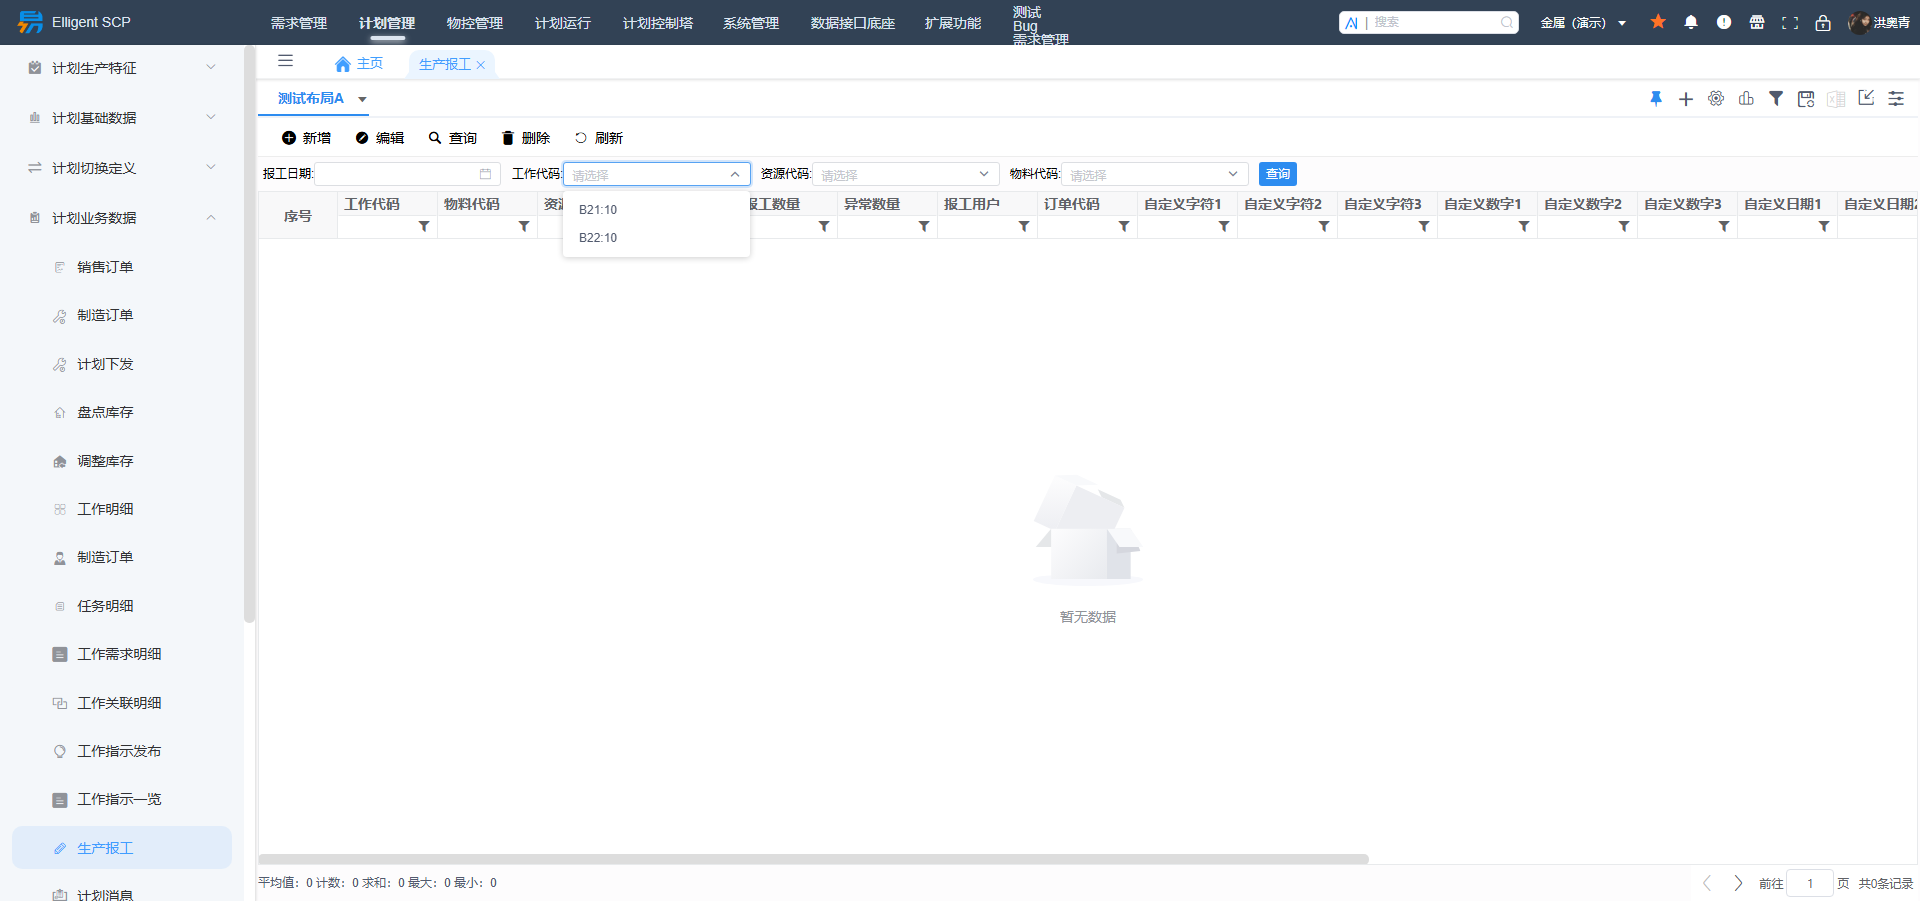 Elligent SCP
需求管理 计划管理 物控管理 计划运行 计划控制塔 系统管理 数据接口底座 扩展功能
测试
Bug
需求管理
AI | 搜索
金属（演示）
洪奥青
计划生产特征
计划基础数据
计划切换定义
计划业务数据
销售订单
制造订单
计划下发
盘点库存
调整库存
工作明细
制造订单
任务明细
工作需求明细
工作关联明细
工作指示发布
工作指示一览
生产报工
计划消息
主页 生产报工
测试布局A
新增 编辑 查询 删除 刷新
报工日期: 工作代码: 请选择 资源代码: 请选择 物料代码: 请选择 查询
序号 工作代码 物料代码 报工数量 异常数量 报工用户 订单代码 自定义字符1 自定义字符2 自定义字符3 自定义数字1 自定义数字2 自定义数字3 自定义日期1 自定义日期2
B21:10
B22:10
暂无数据
平均值：0 计数：0 求和：0 最大：0 最小：0
前往 1 页 共0条记录